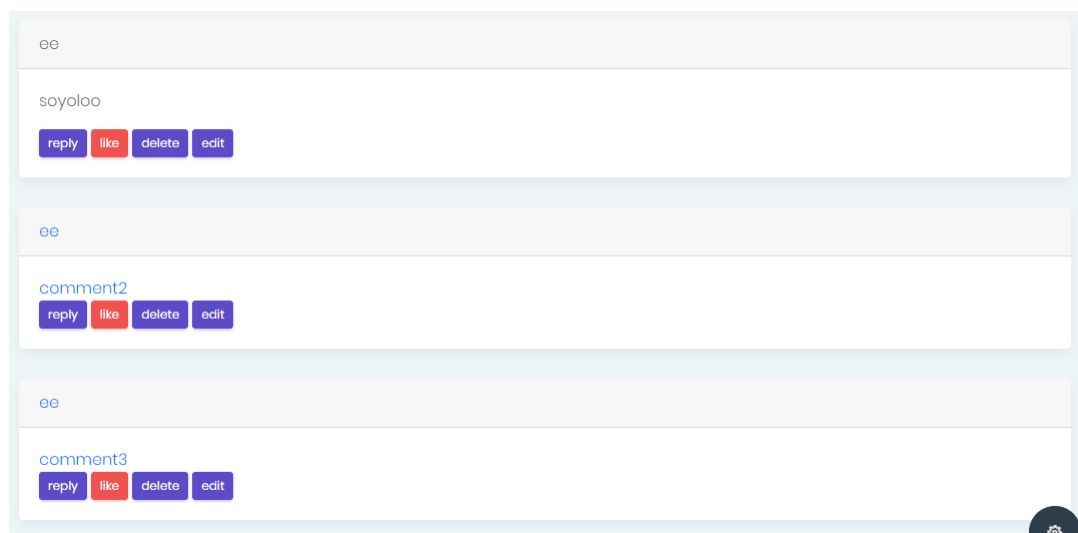 ee
soyoloo
reply like delete edit
ee
comment2
reply like delete edit
ee
comment3
reply like delete edit